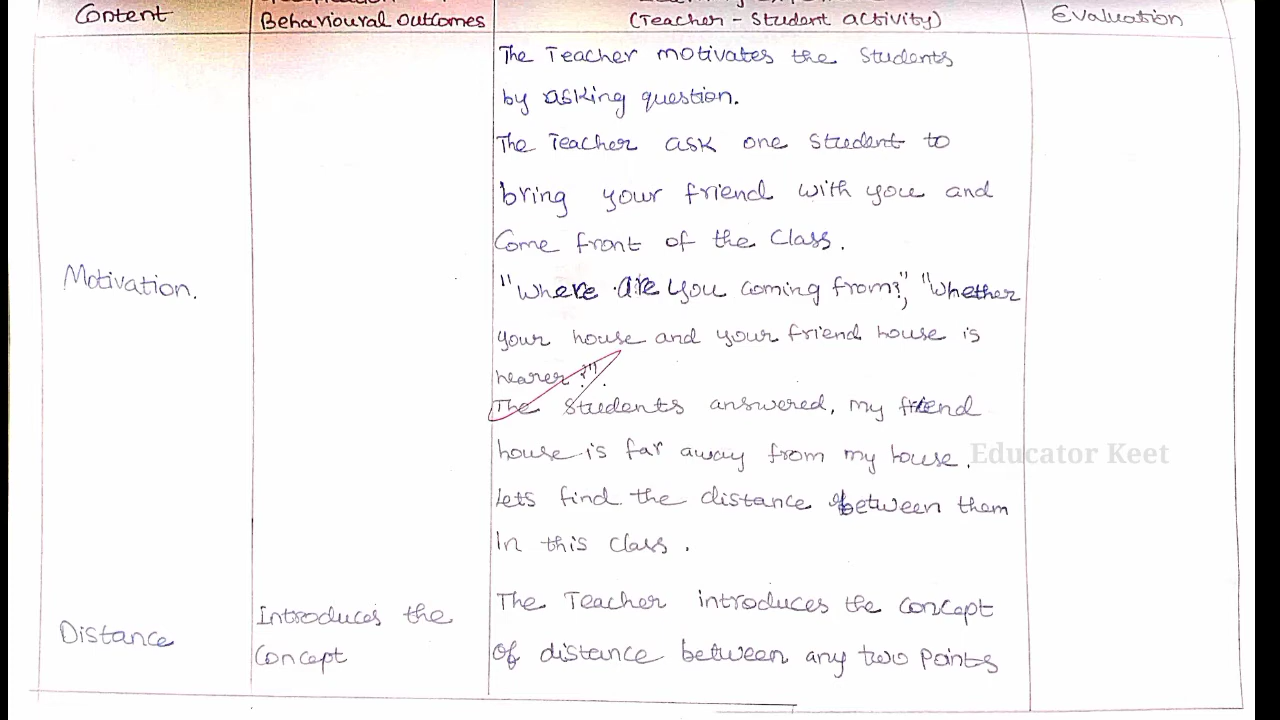 Content
Behavioural Outcomes
(Teacher - Student activity)
Evaluation
The Teacher motivates the Students
by asking question.
The Teacher ask one Student to
bring your friend with you and
Come front of the Class.
Motivation.
"Where are you coming from?", "Whether
your house and your friend house is
nearer?".
The Students answered, my friend
house is far away from my house.
Educator Keet
Lets find the distance between them
In this class.
Distance
Introduces the
Concept
The Teacher introduces the concept
of distance between any two points